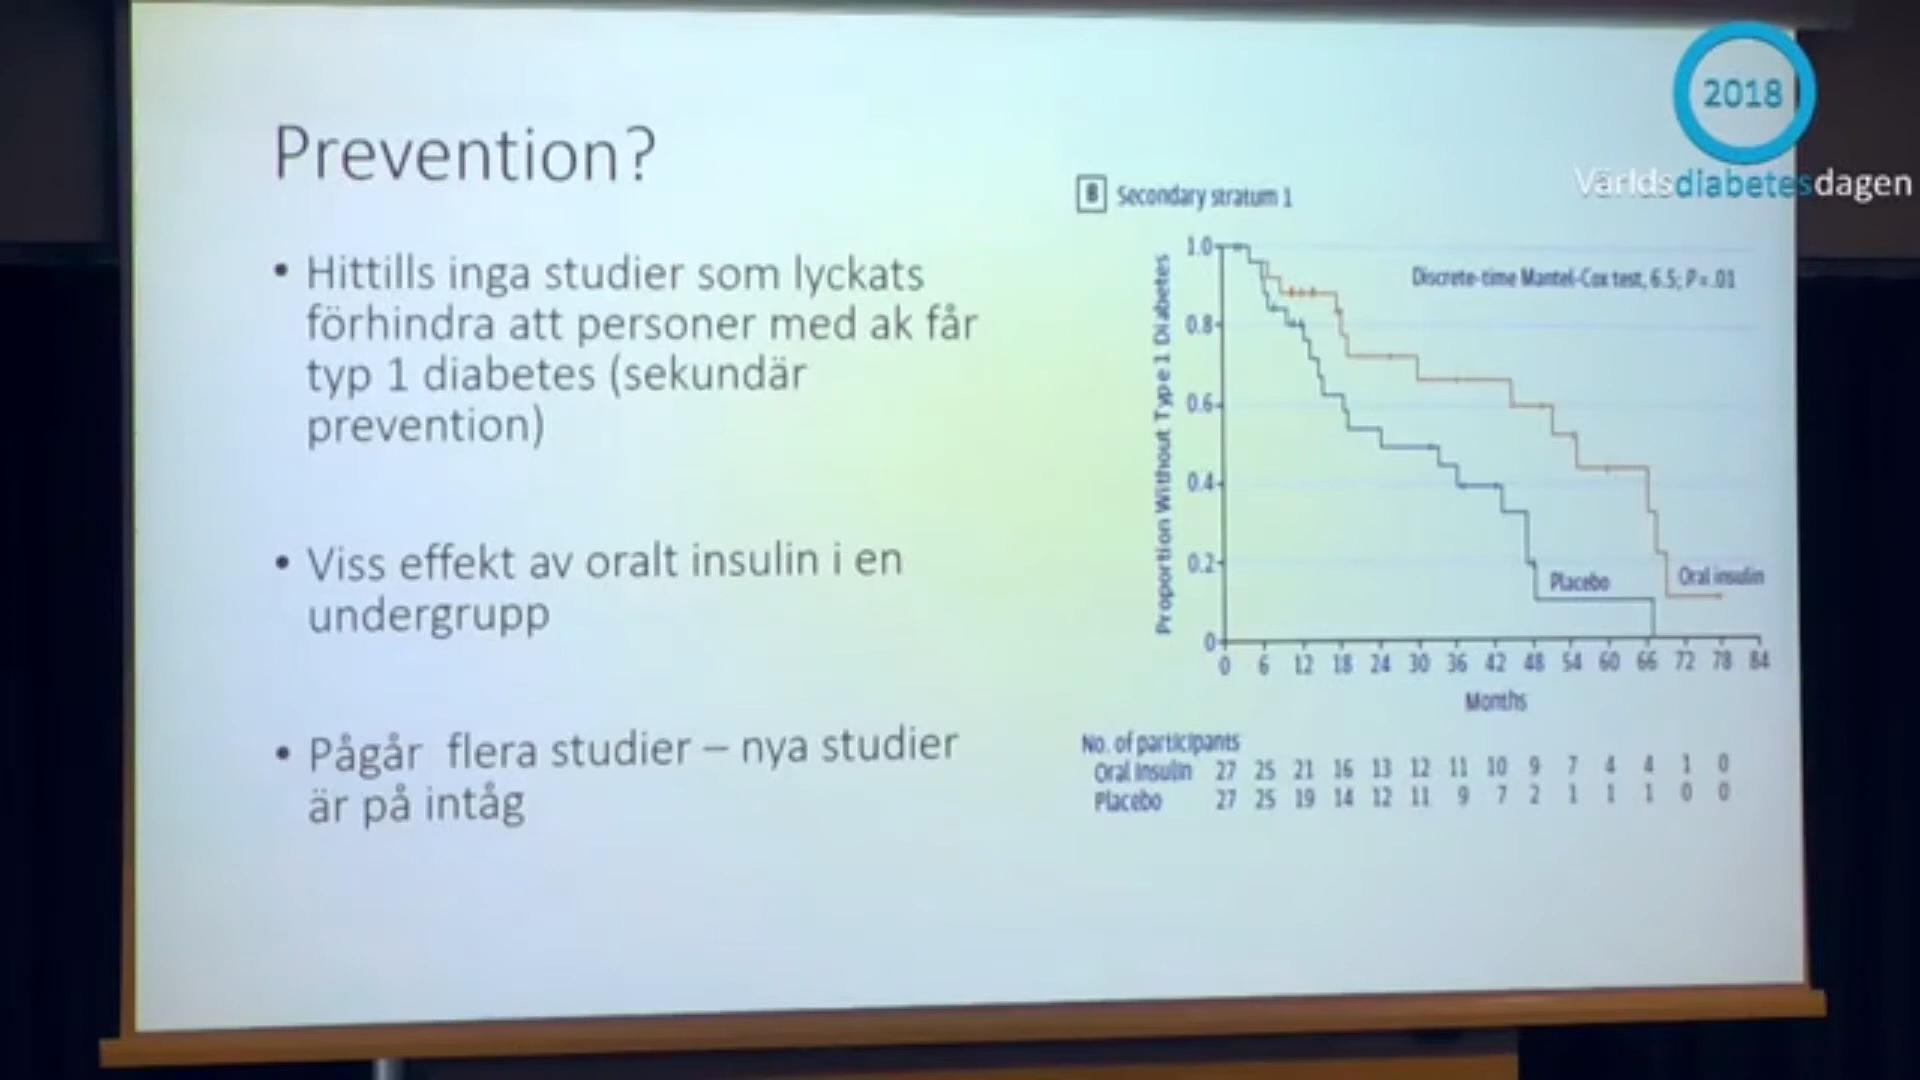 2018
Världsdiabetesdagen
Prevention?
• Hittills inga studier som lyckats
förhindra att personer med ak får
typ 1 diabetes (sekundär
prevention)
• Viss effekt av oralt insulin i en
undergrupp
• Pågår flera studier – nya studier
är på intåg
B Secondary stratum 1
Discrete-time Mantel-Cox test, 6.5; P = .01
Proportion Without Type 1 Diabetes
1.0
0.8
0.6
0.4
0.2
0
Placebo
Oral insulin
0 6 12 18 24 30 36 42 48 54 60 66 72 78 84
Months
No. of participants
Oral insulin 27 25 21 16 13 12 11 10 9 7 4 4 1 0
Placebo 27 25 19 14 12 11 9 7 2 1 1 1 0 0